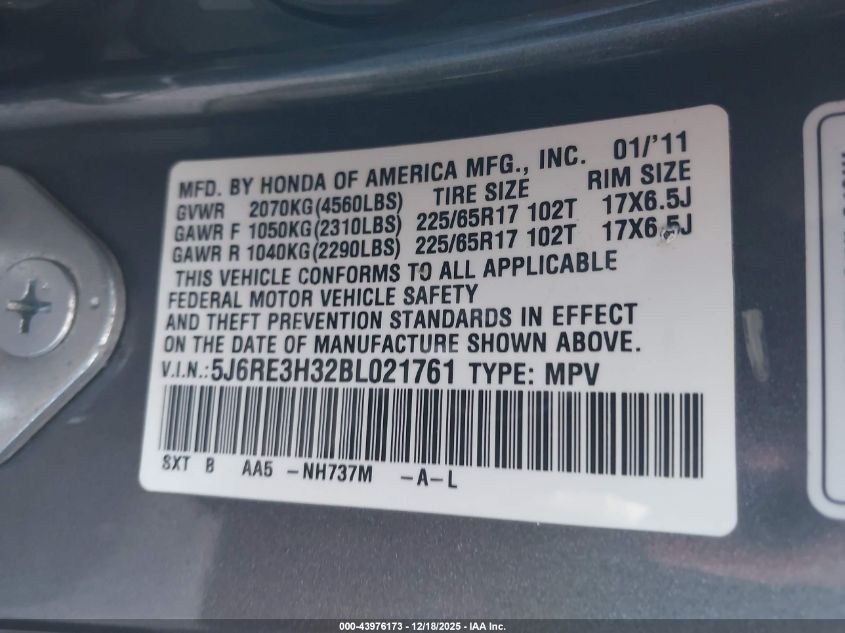 MFD. BY HONDA OF AMERICA MFG., INC. 01/'11
GVWR 2070KG(4560LBS) TIRE SIZE RIM SIZE
GAWR F 1050KG(2310LBS) 225/65R17 102T 17X6.5J
GAWR R 1040KG(2290LBS) 225/65R17 102T 17X6.5J
THIS VEHICLE CONFORMS TO ALL APPLICABLE
FEDERAL MOTOR VEHICLE SAFETY
AND THEFT PREVENTION STANDARDS IN EFFECT
ON THE DATE OF MANUFACTURE SHOWN ABOVE.
V.I.N.:5J6RE3H32BL021761 TYPE: MPV
SXT B AA5 -NH737M -A-L
000-43976173 - 12/18/2025 - IAA Inc.